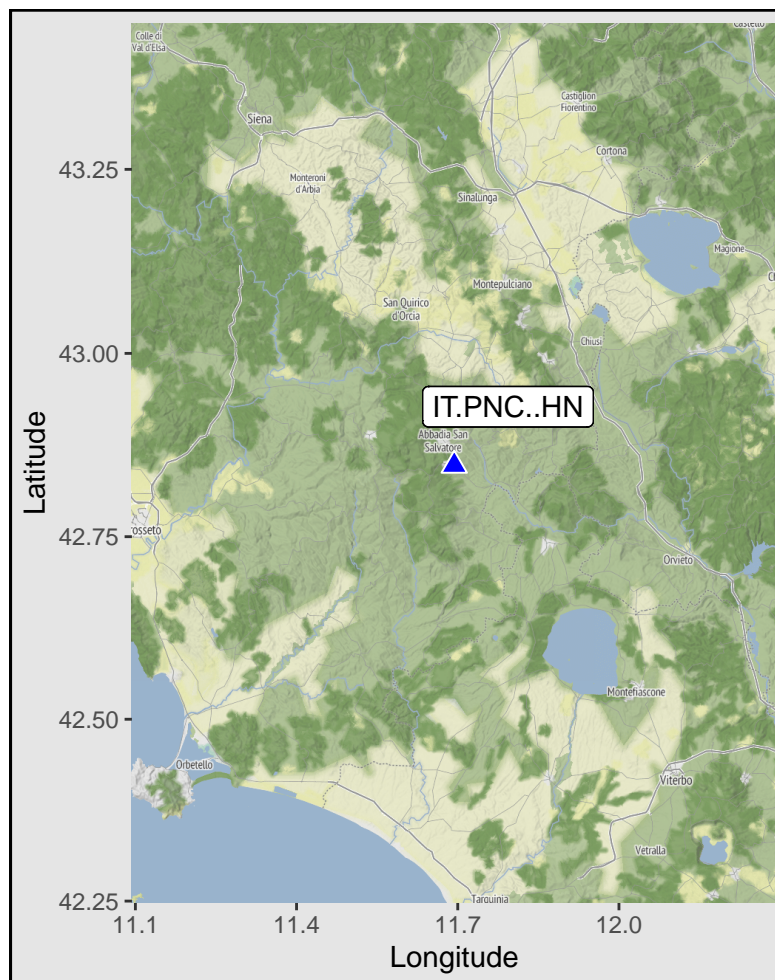 Castello
Colle di
Val d'Elsa
Castiglion
Fiorentino
Siena
Cortona
43.25
Monteroni
d'Arbia
Sinalunga
Magione
Montepulciano
San Quirico
d'Orcia
Chiusi
43.00
IT.PNC..HN
Abbadia San
Salvatore
Latitude
rosseto
42.75
Orvieto
Montefiascone
42.50
Orbetello
Viterbo
Vetralla
Tarquinia
42.25
11.1
11.4
11.7
12.0
Longitude